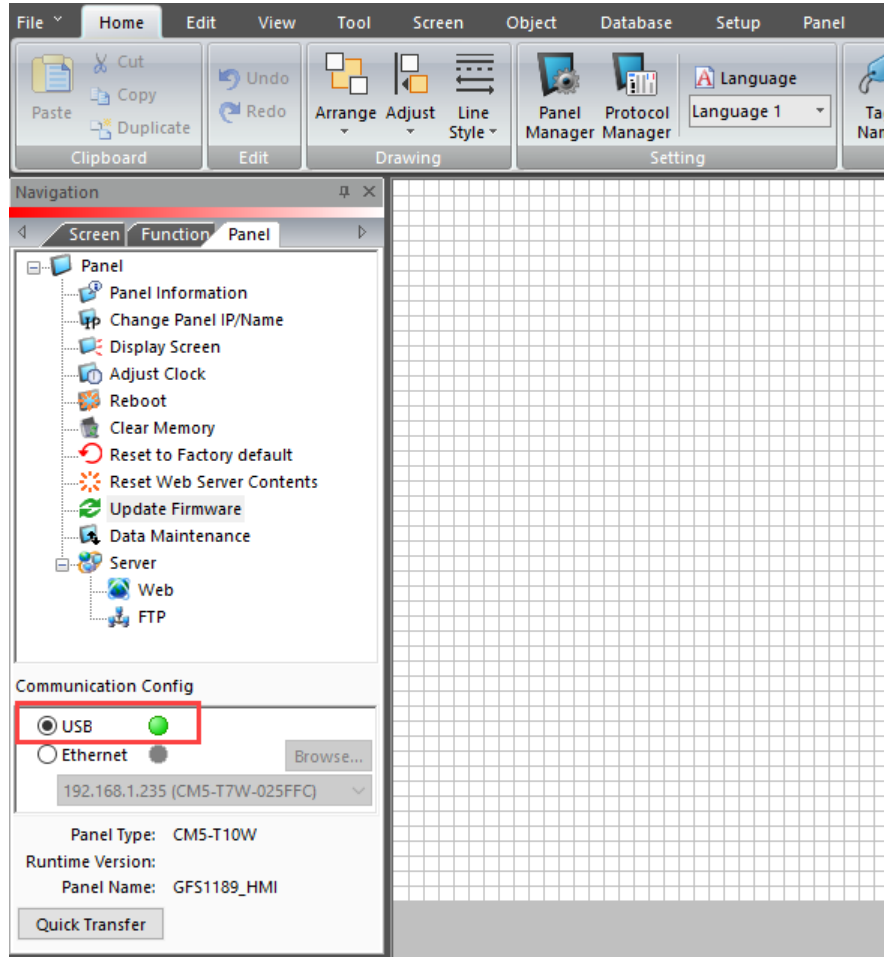 File Home Edit View Tool Screen Object Database Setup Panel
Cut
Copy
Duplicate
Paste
Clipboard
Undo
Redo
Edit
Arrange Adjust Line
Style
Drawing
Panel Protocol
Manager Manager
Language
Language 1
Setting
Navigation
Screen Function Panel
Panel
Panel Information
Change Panel IP/Name
Display Screen
Adjust Clock
Reboot
Clear Memory
Reset to Factory default
Reset Web Server Contents
Update Firmware
Data Maintenance
Server
Web
FTP
Communication Config
USB
Ethernet
Browse...
192.168.1.235 (CM5-T7W-025FFC)
Panel Type: CM5-T10W
Runtime Version:
Panel Name: GFS1189_HMI
Quick Transfer